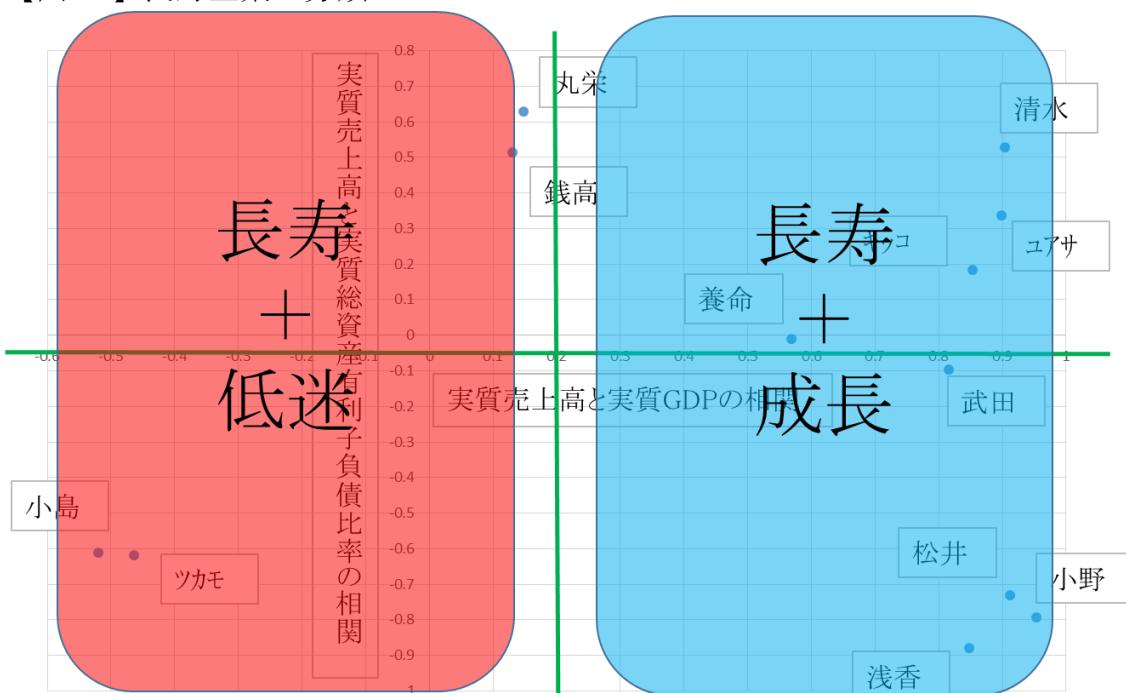 0.8
0.7
0.6
0.5
0.4
0.3
0.2
0.1
0
-0.1
-0.2
-0.3
-0.4
-0.5
-0.6
-0.7
-0.8
-0.9
-0.6 -0.5 -0.4 -0.3 -0.2 -0.1 0 0.1 0.2 0.3 0.4 0.5 0.6 0.7 0.8 0.9 1
実質売上高と実質総資産有利子負債比率の相関
実質売上高と実質GDPの相関
丸栄
銭高
清水
ユアサ
養命
武田
小島
ツカモ
松井
小野
浅香
長寿
+
低迷
長寿
+
成長